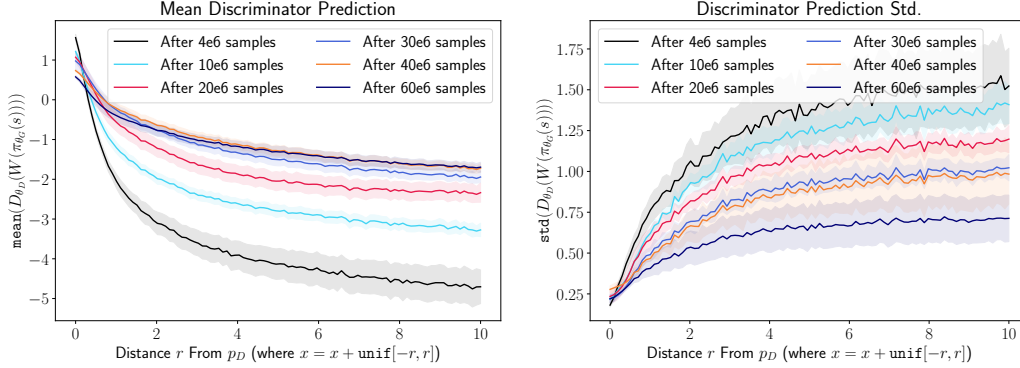 Mean Discriminator Prediction
mean(D_{θ_D}(W(π_{θ_G}(s))))
1
0
−1
−2
−3
−4
−5
After 4e6 samples
After 10e6 samples
After 20e6 samples
After 30e6 samples
After 40e6 samples
After 60e6 samples
0 2 4 6 8 10
Distance r From p_D (where x = x + unif[−r, r])
Discriminator Prediction Std.
std(D_{θ_D}(W(π_{θ_G}(s))))
1.75
1.50
1.25
1.00
0.75
0.50
0.25
After 4e6 samples
After 10e6 samples
After 20e6 samples
After 30e6 samples
After 40e6 samples
After 60e6 samples
0 2 4 6 8 10
Distance r From p_D (where x = x + unif[−r, r])